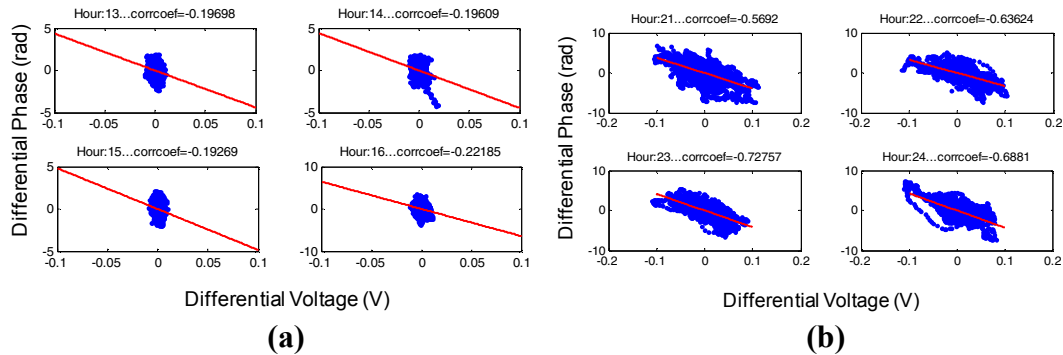 Hour:13...corrcoef=-0.19698
Hour:14...corrcoef=-0.19609
5
0
-5
-0.1 -0.05 0 0.05 0.1
5
0
-5
-0.1 -0.05 0 0.05 0.1
Hour:15...corrcoef=-0.19269
Hour:16...corrcoef=-0.22185
5
0
-5
-0.1 -0.05 0 0.05 0.1
10
0
-10
-0.1 -0.05 0 0.05 0.1
Differential Phase (rad)
Differential Voltage (V)
(a)
Hour:21...corrcoef=-0.5692
Hour:22...corrcoef=-0.63624
10
0
-10
-0.2 -0.1 0 0.1 0.2
10
0
-10
-0.2 -0.1 0 0.1 0.2
Hour:23...corrcoef=-0.72757
Hour:24...corrcoef=-0.6881
10
0
-10
-0.2 -0.1 0 0.1 0.2
10
0
-10
-0.2 -0.1 0 0.1 0.2
Differential Phase (rad)
Differential Voltage (V)
(b)